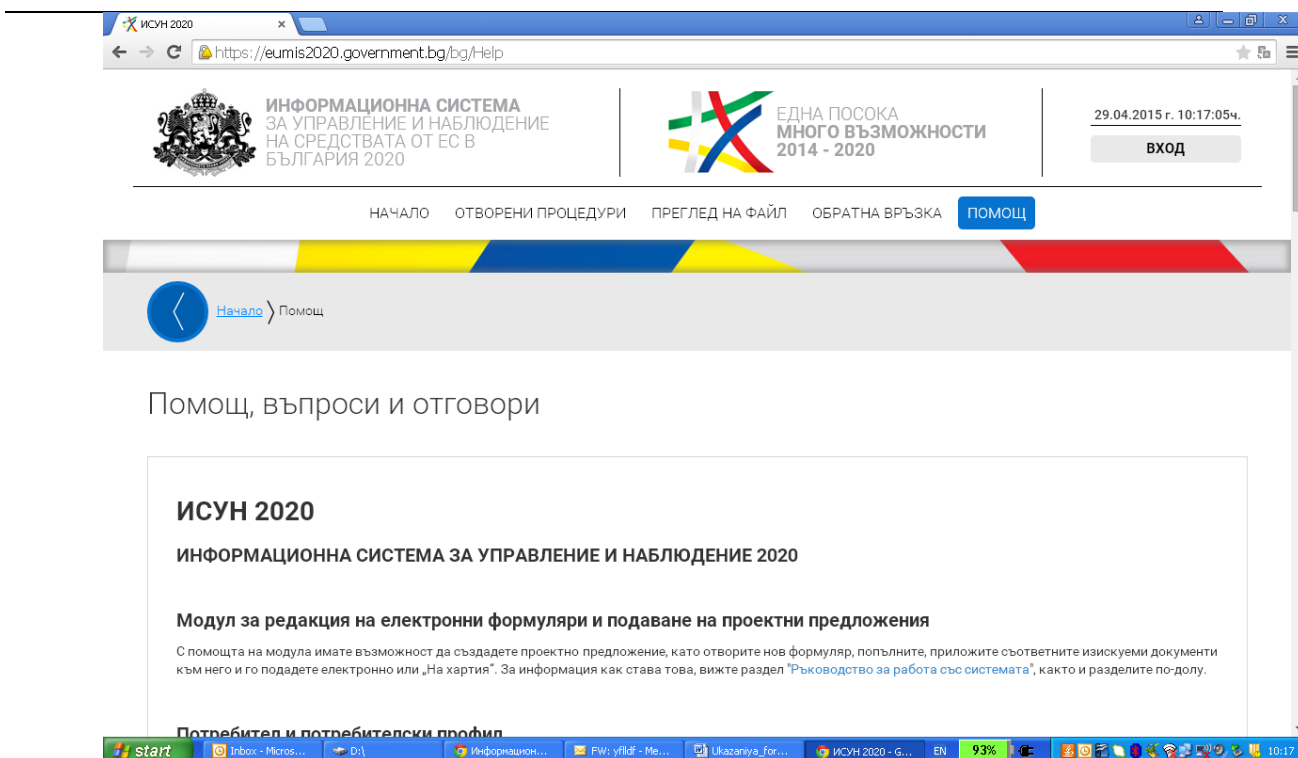 ИСУН 2020
https://eumis2020.government.bg/bg/Help
ИНФОРМАЦИОННА СИСТЕМА
ЗА УПРАВЛЕНИЕ И НАБЛЮДЕНИЕ
НА СРЕДСТВАТА ОТ ЕС В
БЪЛГАРИЯ 2020
ЕДНА ПОСОКА
МНОГО ВЪЗМОЖНОСТИ
2014 - 2020
29.04.2015 г. 10:17:05ч.
ВХОД
НАЧАЛО ОТВОРЕНИ ПРОЦЕДУРИ ПРЕГЛЕД НА ФАЙЛ ОБРАТНА ВРЪЗКА ПОМОЩ
Начало Помощ
Помощ, въпроси и отговори
ИСУН 2020
ИНФОРМАЦИОННА СИСТЕМА ЗА УПРАВЛЕНИЕ И НАБЛЮДЕНИЕ 2020
Модул за редакция на електронни формуляри и подаване на проектни предложения
С помощта на модула имате възможност да създадете проектно предложение, като отворите нов формуляр, попълните, приложите съответните изискуеми документи
към него и го подадете електронно или „На хартия“. За информация как става това, вижте раздел "Ръководство за работа със системата", както и разделите по-долу.
Потребител и потребителски профил
start Inbox - Micros... D:\ Информацион... FW: yflldf - Me... Ukazaniya_for... ИСУН 2020 - G... EN 93% 10:17